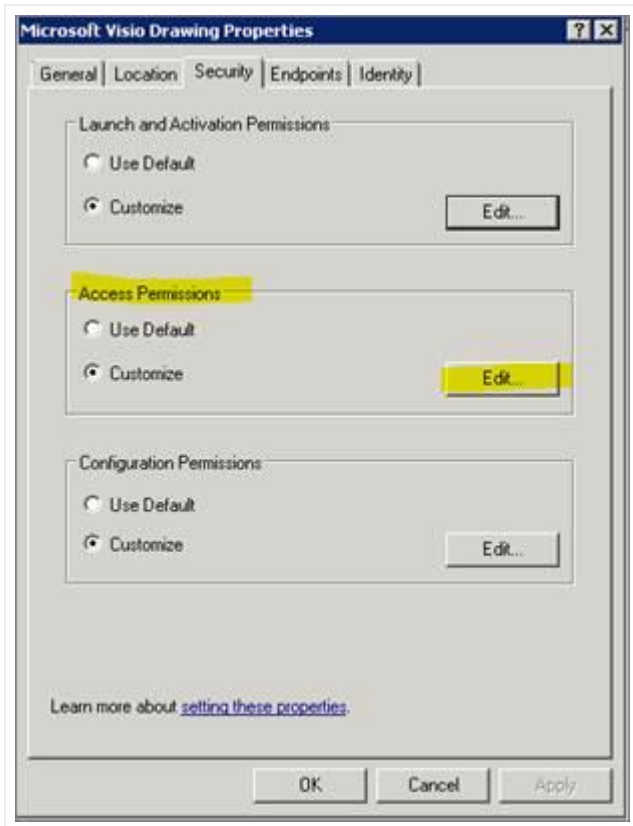 Microsoft Visio Drawing Properties
General Location Security Endpoints Identity
Launch and Activation Permissions
Use Default
Customize Edit...
Access Permissions
Use Default
Customize Edit...
Configuration Permissions
Use Default
Customize Edit...
Learn more about setting these properties.
OK Cancel Apply